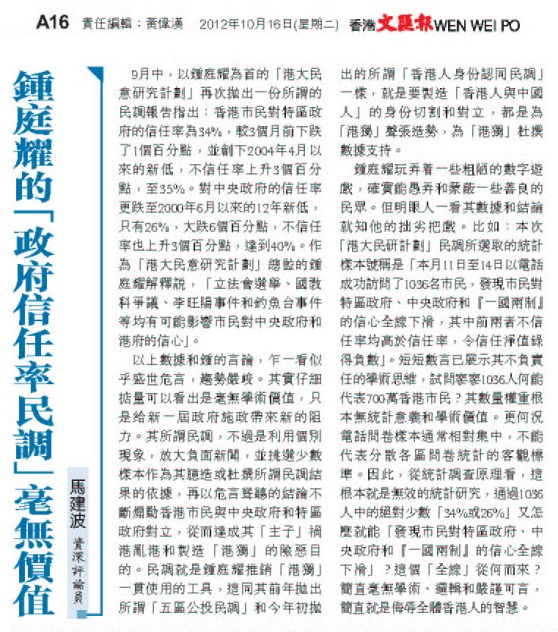 A16 責任編輯：黃偉漢 2012年10月16日(星期二) 香港文匯報WEN WEI PO
鍾庭耀的「政府信任率民調」毫無價值
馬建波 資深評論員
9月中，以鍾庭耀為首的「港大民
意研究計劃」再次拋出一份所謂的
民調報告指出：香港市民對特區政
府的信任率為34%，較3個月前下跌
了1個百分點，並創下2004年4月以
來的新低，不信任率上升3個百分
點，至35%。對中央政府的信任率
更跌至2000年6月以來的12年新低，
只有26%，大跌6個百分點，不信任
率也上升3個百分點，達到40%。作
為「港大民意研究計劃」總監的鍾
庭耀解釋說，「立法會選舉、國教
科爭議、李旺陽事件和釣魚台事件
等均有可能影響市民對中央政府和
港府的信心」。
以上數據和鍾的言論，乍一看似
乎盛世危言，趨勢嚴峻。其實仔細
掂量可以看出是毫無學術價值，只
是給新一屆政府施政帶來新的阻
力。其所謂民調，不過是利用個別
現象，放大負面新聞，並挑選少數
樣本作為其臆造或杜撰所謂民調結
果的依據，再以危言聳聽的結論不
斷煽動香港市民與中央政府和特區
政府對立，從而達成其「主子」禍
港亂港和製造「港獨」的險惡目
的。民調就是鍾庭耀推銷「港獨」
一貫使用的工具，這同其前年拋出
所謂「五區公投民調」和今年初拋
出的所謂「香港人身份認同民調」
一樣，就是要製造「香港人與中國
人」的身份切割和對立，都是為
「港獨」聲張造勢，為「港獨」杜撰
數據支持。
鍾庭耀玩弄着一些粗陋的數字遊
戲，確實能愚弄和蒙蔽一些善良的
民眾。但明眼人一看其數據和結論
就知他的拙劣把戲。比如：本次
「港大民研計劃」民調所選取的統計
樣本號稱是「本月11日至14日以電話
成功訪問了1036名市民，發現市民對
特區政府、中央政府和『一國兩制』
的信心全線下滑，其中前兩者不信
任率均高於信任率，令信任淨值錄
得負數」。短短數言已展示其不負責
任的學術思維，試問寥寥1036人何能
代表700萬香港市民？其數量權重根
本無統計意義和學術價值。更何況
電話問卷樣本通常相對集中，不能
代表分散各區問卷統計的客觀標
準。因此，從統計調查原理看，這
根本就是無效的統計研究，通過1036
人中的絕對少數「34%或26%」又怎
麼就能「發現市民對特區政府、中
央政府和『一國兩制』的信心全線
下滑」？這個「全線」從何而來？
簡直毫無學術、邏輯和嚴謹可言，
簡直就是侮辱全體香港人的智慧。